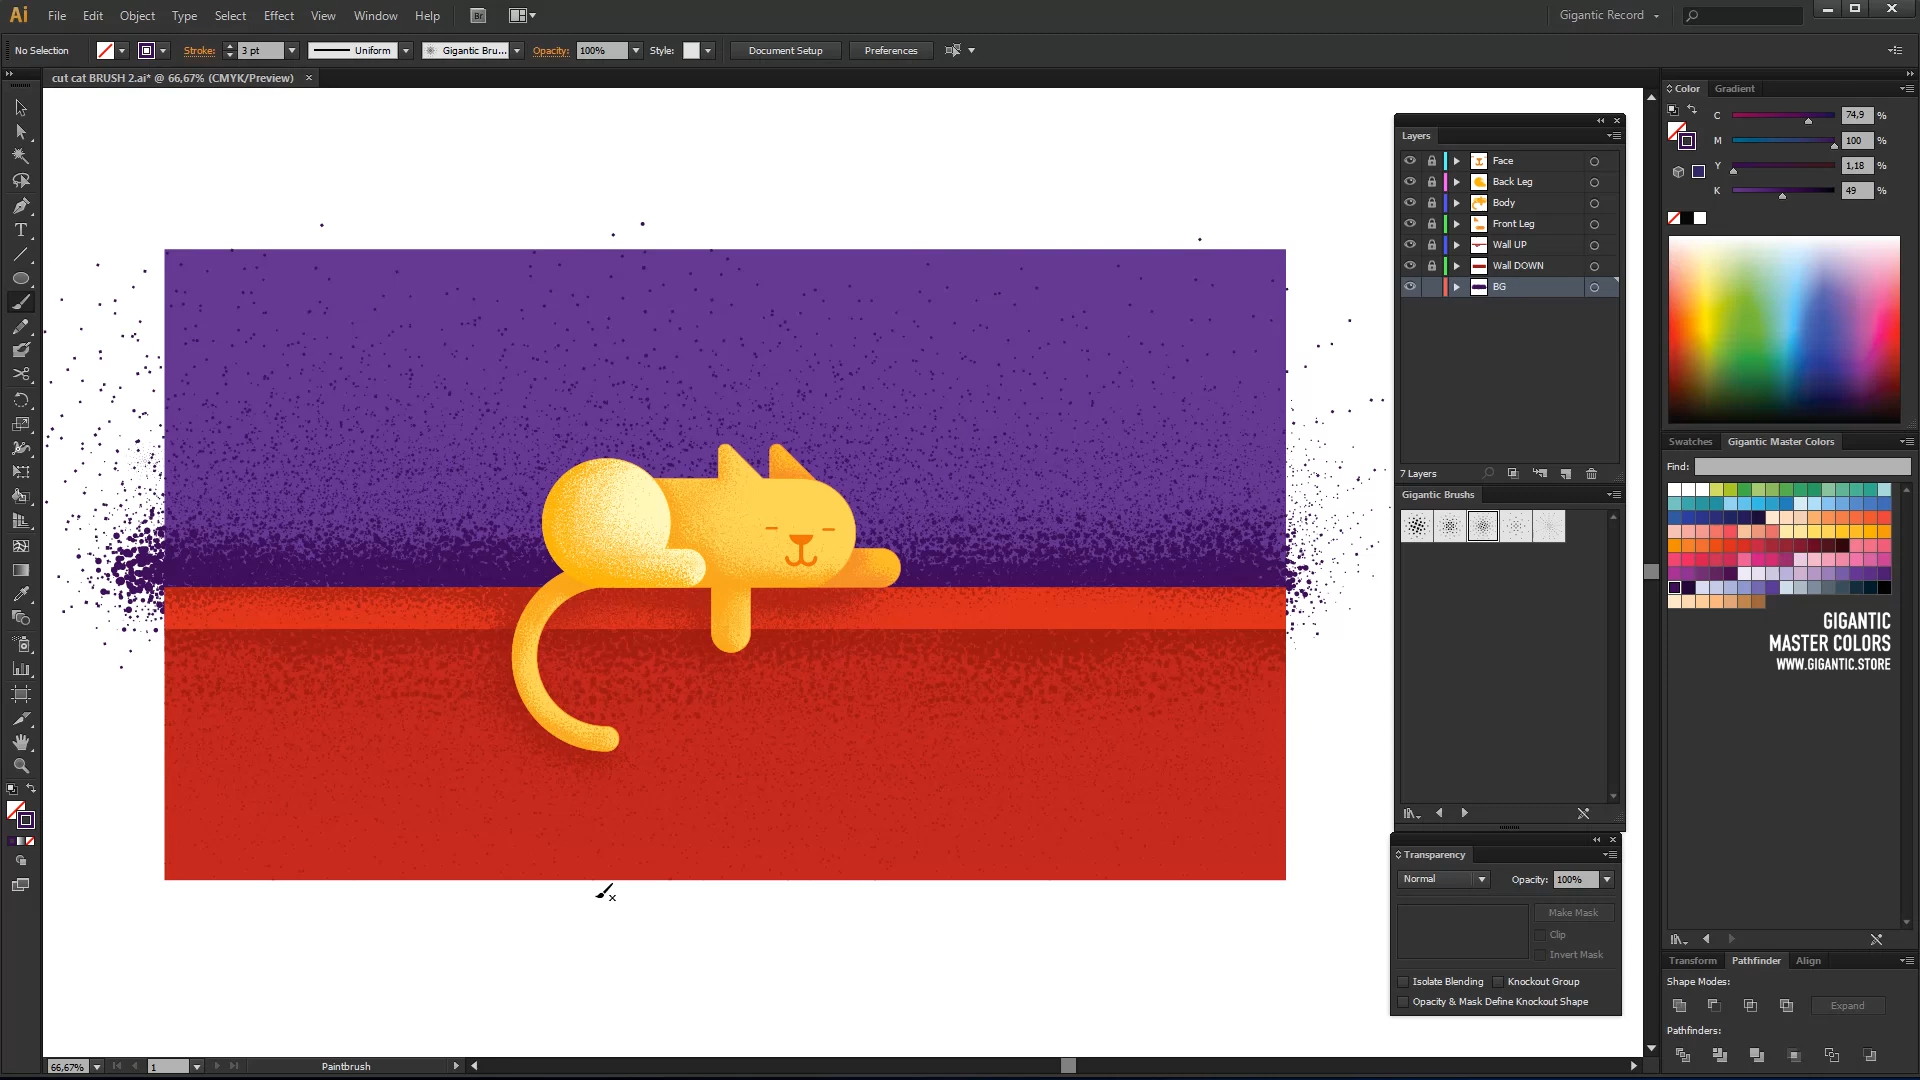 Ai File Edit Object Type Select Effect View Window Help Br Gigantic Record
No Selection Stroke: 3 pt Uniform Gigantic Bru... Opacity: 100% Style: Document Setup Preferences
cut cat BRUSH 2.ai* @ 66,67% (CMYK/Preview) ×
Layers
Face
Back Leg
Body
Front Leg
Wall UP
Wall DOWN
BG
7 Layers
Gigantic Brushes
Transparency
Normal Opacity: 100%
Make Mask
Clip
Invert Mask
Isolate Blending Knockout Group
Opacity & Mask Define Knockout Shape
Color Gradient
C 74,9 %
M 100 %
Y 1,18 %
K 49 %
Swatches Gigantic Master Colors
Find:
GIGANTIC
MASTER COLORS
WWW.GIGANTIC.STORE
Transform Pathfinder Align
Shape Modes:
Expand
Pathfinders:
66,67% 1 Paintbrush